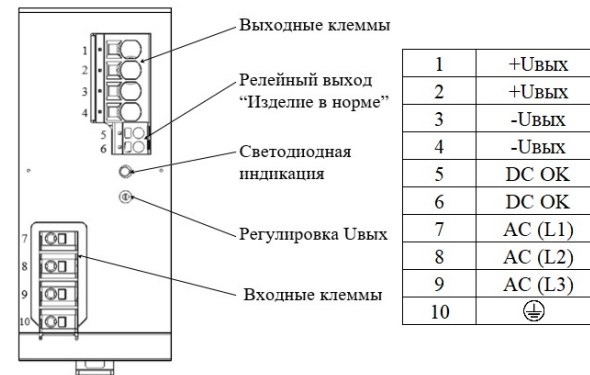 Выходные клеммы
1
2
3
4
Релейный выход
“Изделие в норме”
5
6
Светодиодная
индикация
Регулировка Uвых
Входные клеммы
7
8
9
10
1 +Uвых
2 +Uвых
3 -Uвых
4 -Uвых
5 DC OK
6 DC OK
7 AC (L1)
8 AC (L2)
9 AC (L3)
10